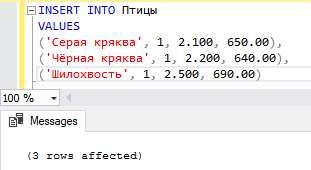 INSERT INTO Птицы
VALUES
('Серая кряква', 1, 2.100, 650.00),
('Чёрная кряква', 1, 2.200, 640.00),
('Шилохвость', 1, 2.500, 690.00)
100 %
Messages
(3 rows affected)